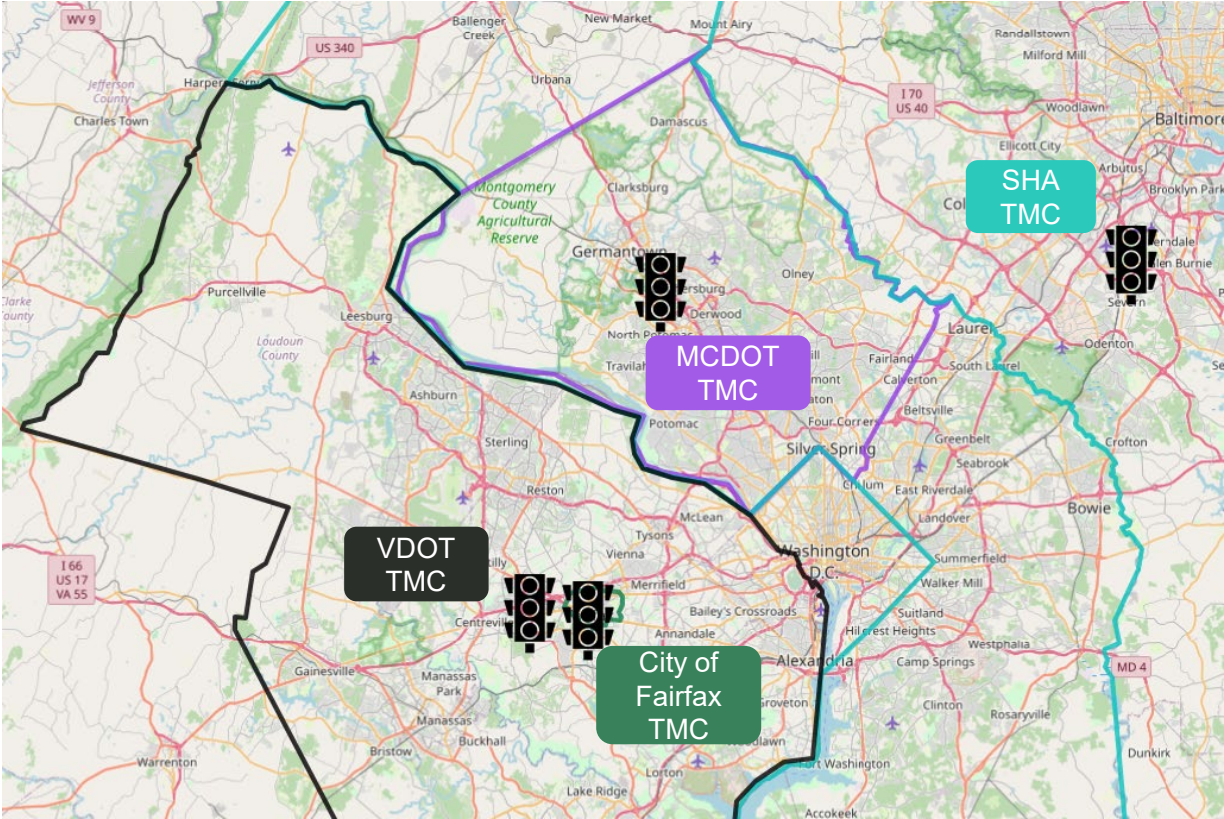 WV 9
Ballenger
Creek
New Market
Mount Airy
Randallstown
Milford Mill
US 340
Urbana
Jefferson
County
Charles Town
Damascus
I 70
US 40
Woodlawn
Baltimore
Ellicott City
Arbutus
Brooklyn Park
SHA
TMC
Montgomery
County
Agricultural
Reserve
Clarksburg
Germantown
Olney
Derwood
Severn
Odenton
Purcellville
Leesburg
Loudoun
County
North Potomac
MCDOT
TMC
Fairland
Calverton
Laurel
South Laurel
Ashburn
Potomac
Four Corners
Beltsville
Sterling
Silver Spring
Greenbelt
Crofton
Seabrook
Reston
Chillum
East Riverdale
Bowie
McLean
Landover
Tysons
VDOT
TMC
Vienna
Washington
D.C.
Summerfield
I 66
US 17
VA 55
Merrifield
Walker Mill
Bailey's Crossroads
Suitland
Centreville
Annandale
Hillcrest Heights
Westphalia
City of
Fairfax
TMC
Alexandria
Camp Springs
MD 4
Gainesville
Manassas
Park
Groveton
Clinton
Rosaryville
Manassas
Buckhall
Bristow
Warrenton
Lorton
Fort Washington
Dunkirk
Lake Ridge
Accokeek